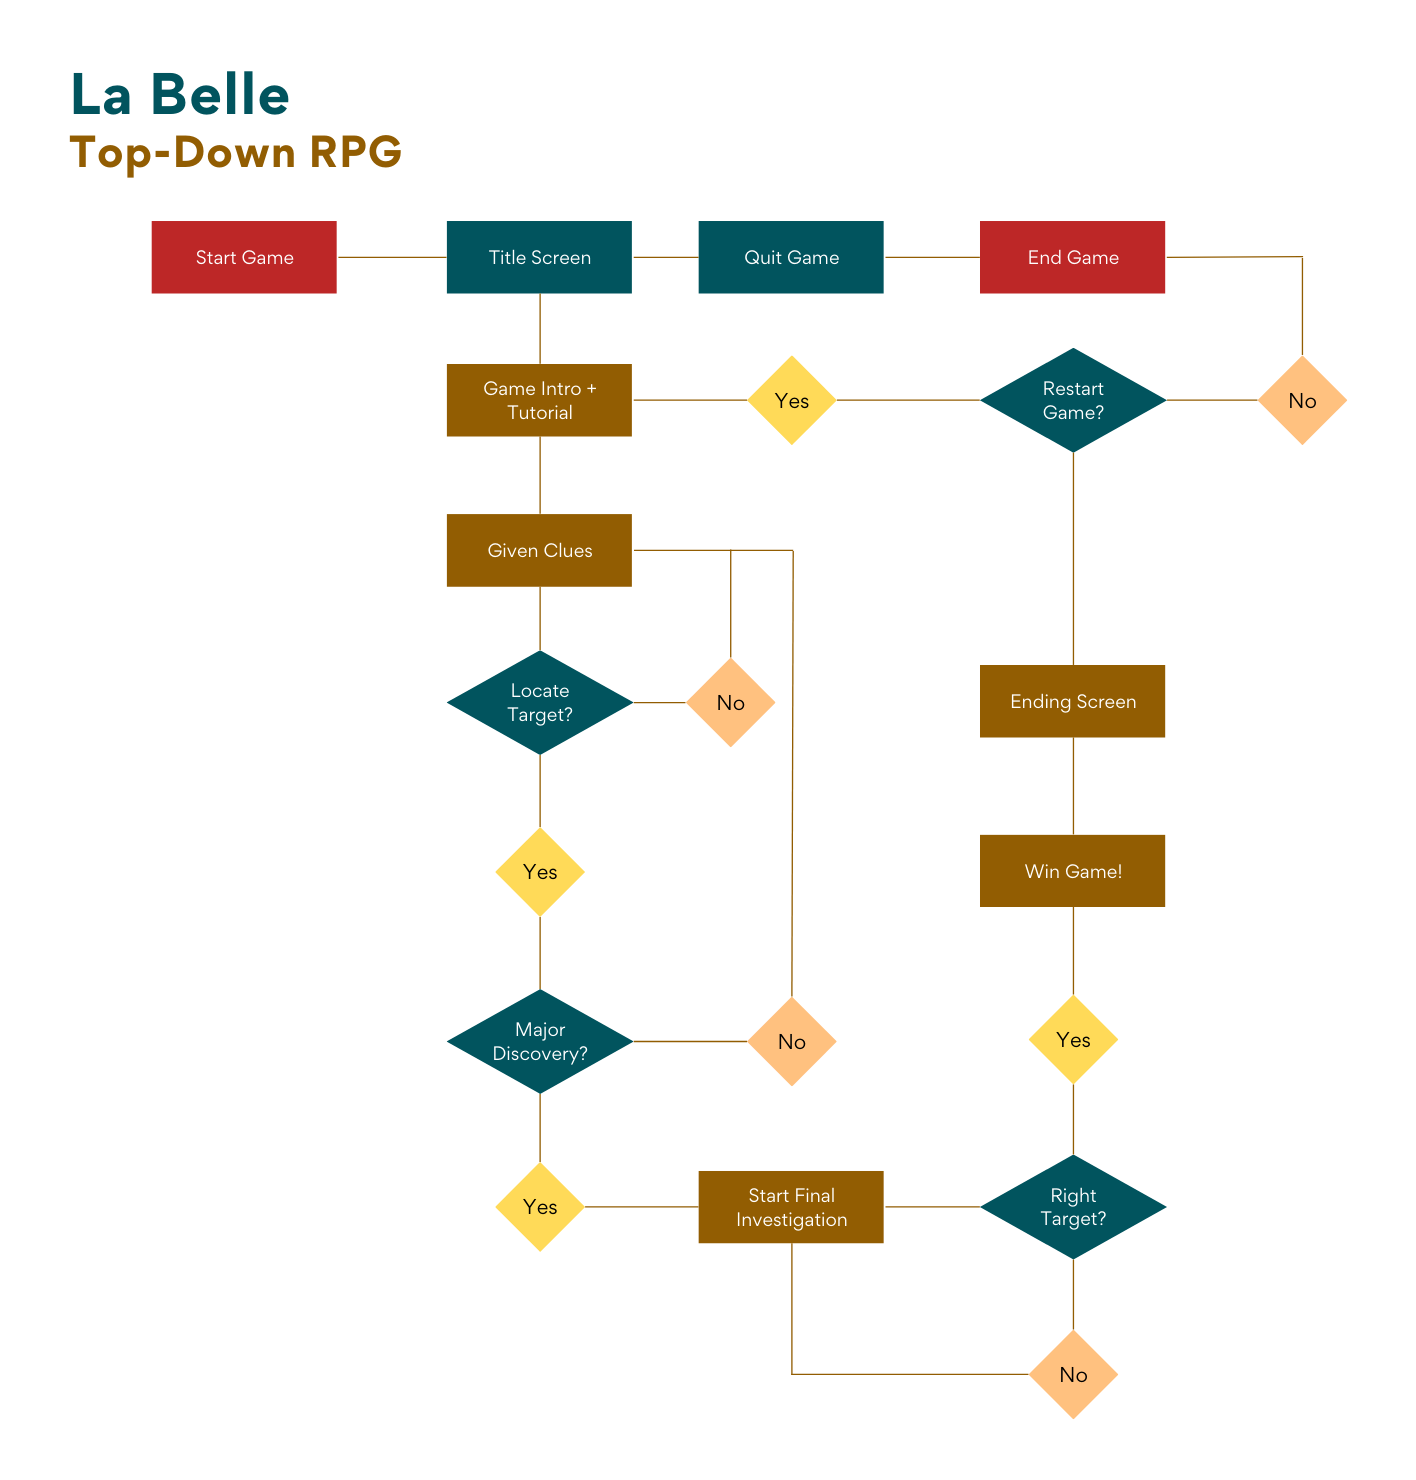 La Belle
Top-Down RPG
Start Game
Title Screen
Quit Game
End Game
Game Intro +
Tutorial
Yes
Restart
Game?
No
Given Clues
Locate
Target?
No
Ending Screen
Yes
Win Game!
Major
Discovery?
No
Yes
Yes
Start Final
Investigation
Right
Target?
No